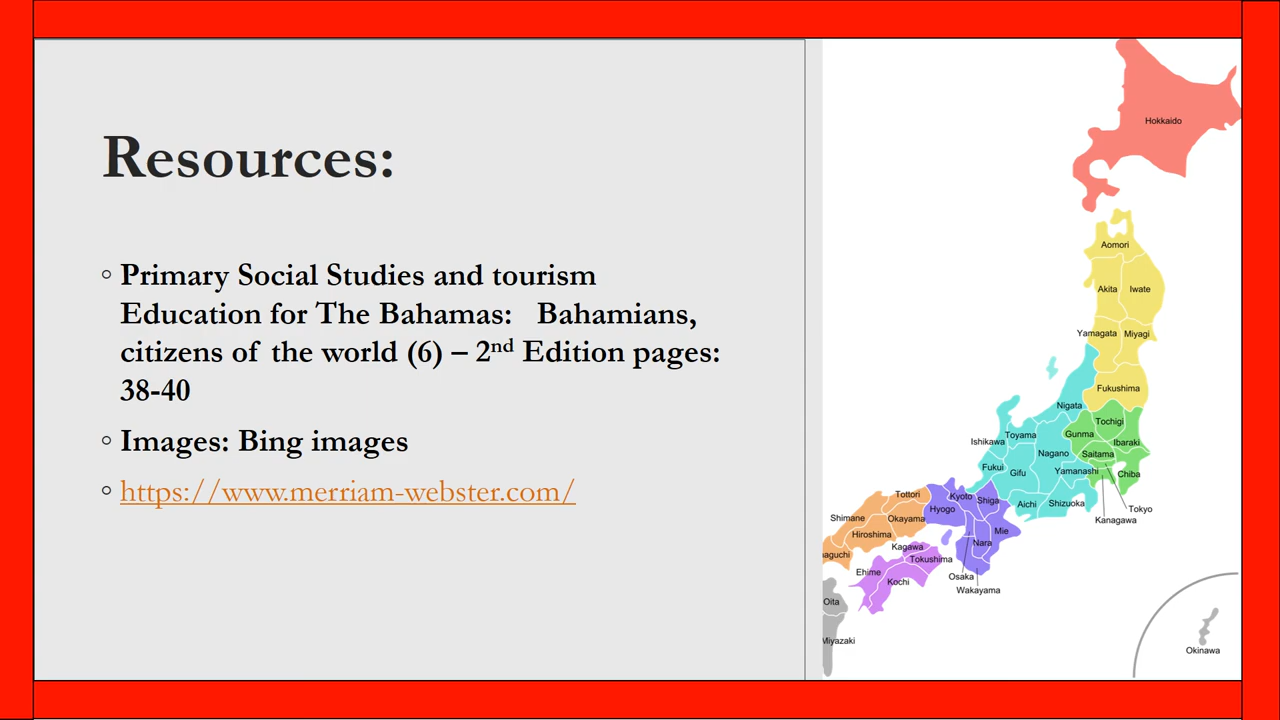 Resources:
◦ Primary Social Studies and tourism
Education for The Bahamas: Bahamians,
citizens of the world (6) – 2nd Edition pages:
38-40
◦ Images: Bing images
◦ https://www.merriam-webster.com/
Hokkaido
Aomori
Akita
Iwate
Yamagata
Miyagi
Fukushima
Nigata
Tochigi
Gunma
Ibaraki
Toyama
Ishikawa
Nagano
Saitama
Fukui
Gifu
Yamanashi
Chiba
Tottori
Kyoto
Shiga
Aichi
Shizuoka
Tokyo
Kanagawa
Hyogo
Shimane
Okayama
Hiroshima
Mie
Nara
Kagawa
aguchi
Tokushima
Ehime
Kochi
Osaka
Wakayama
Oita
Miyazaki
Okinawa